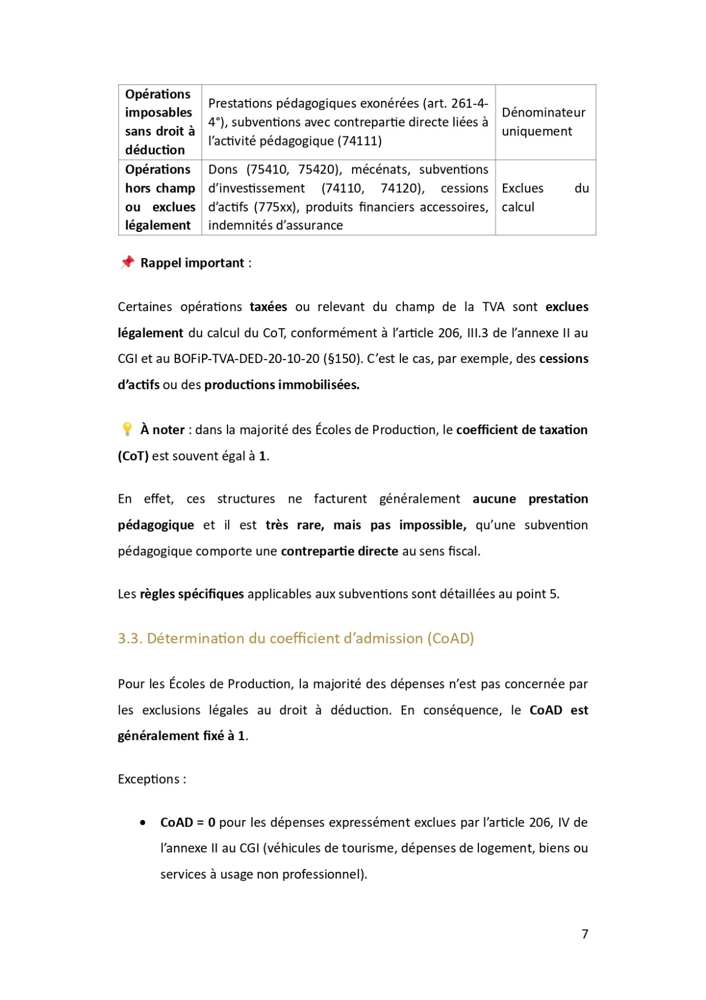 Opérations
imposables
sans droit à
déduction
Prestations pédagogiques exonérées (art. 261-4-
4°), subventions avec contrepartie directe liées à
l’activité pédagogique (74111)
Dénominateur
uniquement
Opérations
hors champ
ou exclues
légalement
Dons (75410, 75420), mécénats, subventions
d’investissement (74110, 74120), cessions
d’actifs (775xx), produits financiers accessoires,
indemnités d’assurance
Exclues du
calcul
📌 Rappel important :
Certaines opérations taxées ou relevant du champ de la TVA sont exclues
légalement du calcul du CoT, conformément à l’article 206, III.3 de l’annexe II au
CGI et au BOFiP-TVA-DED-20-10-20 (§150). C’est le cas, par exemple, des cessions
d’actifs ou des productions immobilisées.
💡 À noter : dans la majorité des Écoles de Production, le coefficient de taxation
(CoT) est souvent égal à 1.
En effet, ces structures ne facturent généralement aucune prestation
pédagogique et il est très rare, mais pas impossible, qu’une subvention
pédagogique comporte une contrepartie directe au sens fiscal.
Les règles spécifiques applicables aux subventions sont détaillées au point 5.
3.3. Détermination du coefficient d’admission (CoAD)
Pour les Écoles de Production, la majorité des dépenses n’est pas concernée par
les exclusions légales au droit à déduction. En conséquence, le CoAD est
généralement fixé à 1.
Exceptions :
• CoAD = 0 pour les dépenses expressément exclues par l’article 206, IV de
l’annexe II au CGI (véhicules de tourisme, dépenses de logement, biens ou
services à usage non professionnel).
7